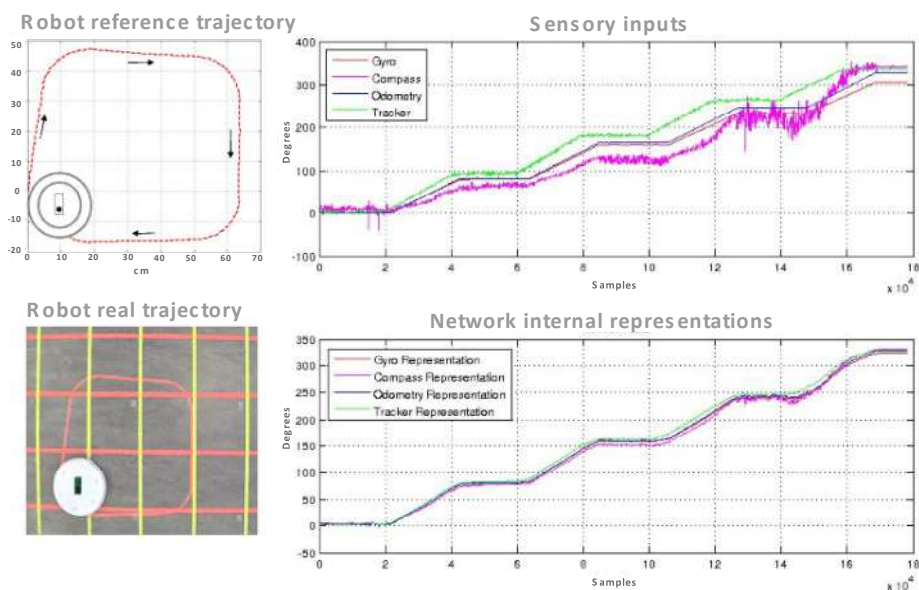 Robot reference trajectory
50
40
30
20
10
0
-10
-20
0 10 20 30 40 50 60 70
cm
Sensory inputs
Gyro
Compass
Odometry
Tracker
Degrees
400
300
200
100
0
-100
0 2 4 6 8 10 12 14 16 18
Samples
x 10⁴
Robot real trajectory
Network internal representations
Gyro Representation
Compass Representation
Odometry Representation
Tracker Representation
Degrees
350
300
250
200
150
100
50
0
-50
0 2 4 6 8 10 12 14 16 18
Samples
x 10⁴